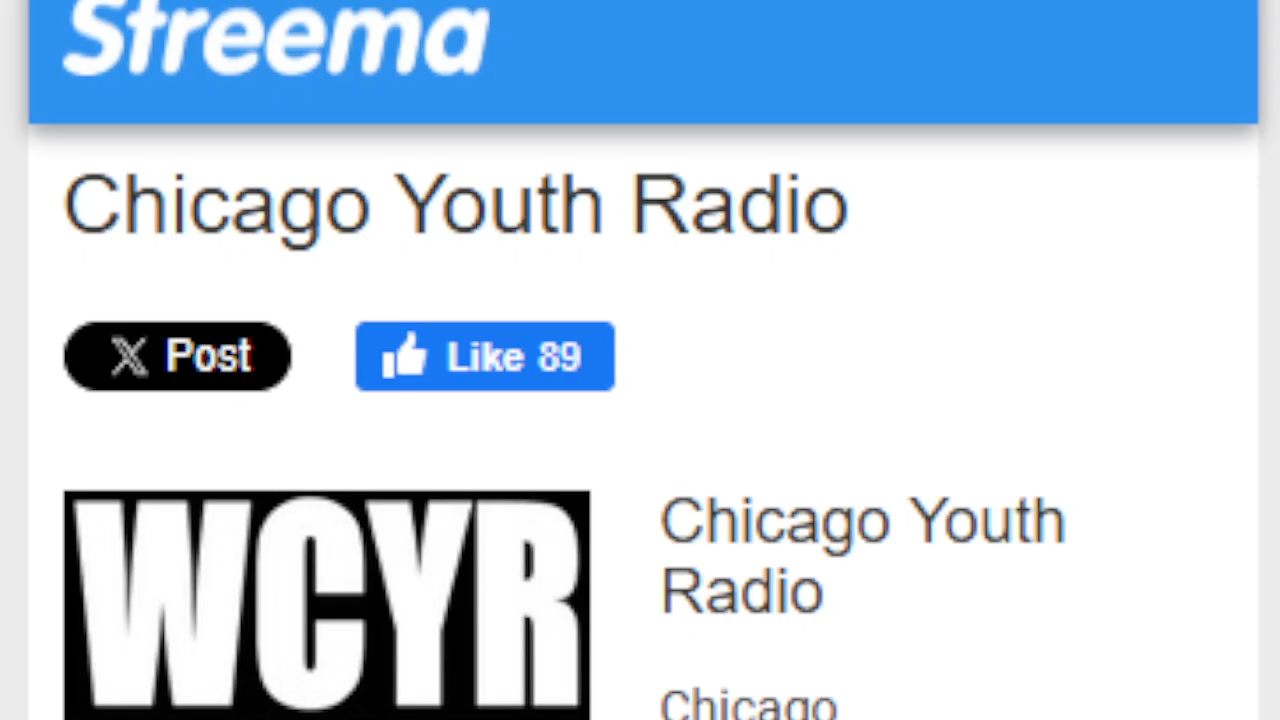 Streema
Chicago Youth Radio
X Post
Like 89
WCYR
Chicago Youth
Radio
Chicago